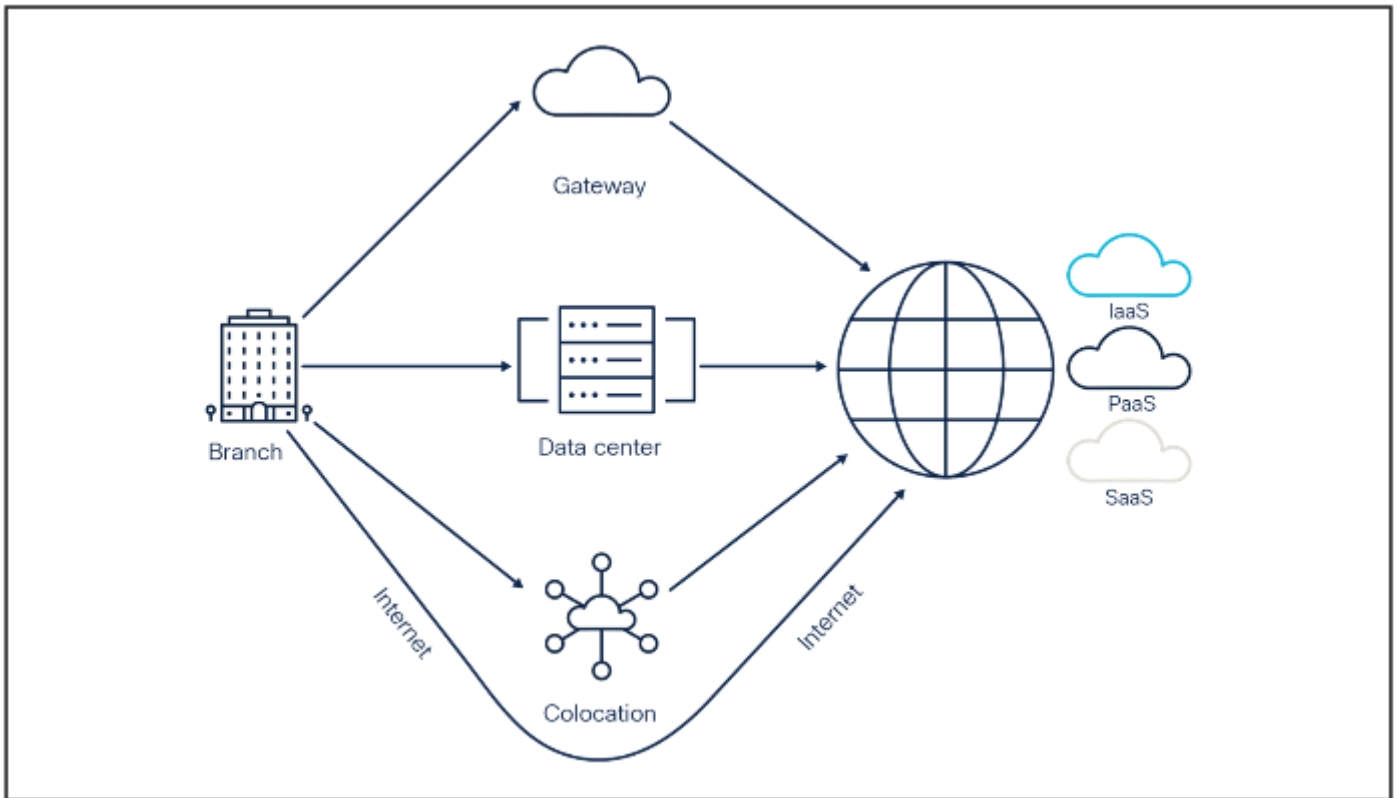 Gateway
IaaS
PaaS
Branch
Data center
SaaS
Internet
Internet
Colocation